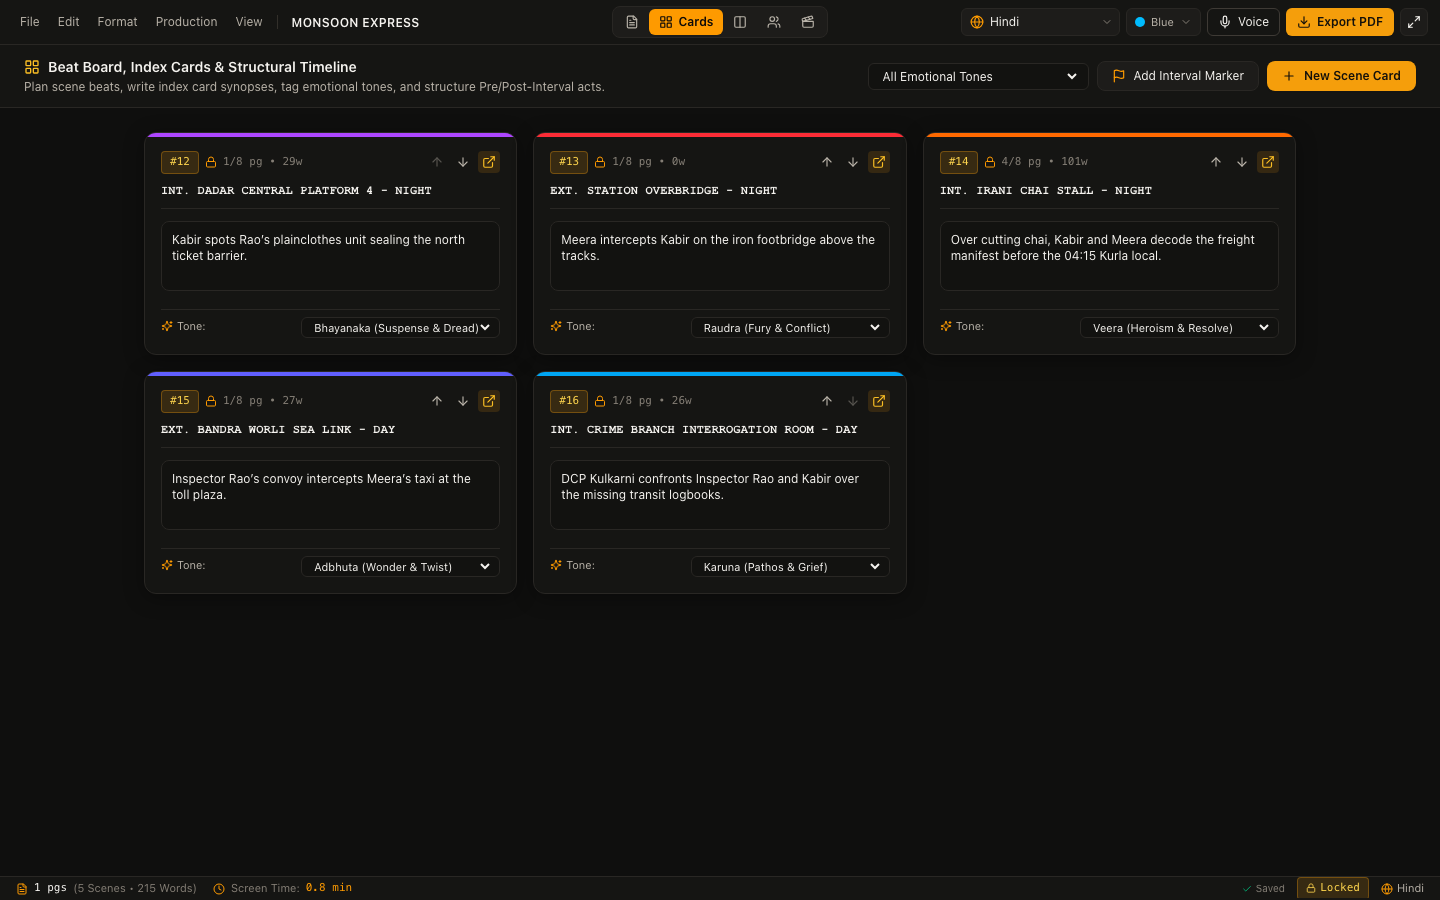 File Edit Format Production View MONSOON EXPRESS Cards Hindi Blue Voice Export PDF
Beat Board, Index Cards & Structural Timeline
Plan scene beats, write index card synopses, tag emotional tones, and structure Pre/Post-Interval acts.
All Emotional Tones Add Interval Marker New Scene Card
#12 1/8 pg • 29w
INT. DADAR CENTRAL PLATFORM 4 - NIGHT
Kabir spots Rao's plainclothes unit sealing the north
ticket barrier.
Tone: Bhayanaka (Suspense & Dread)
#13 1/8 pg • 0w
EXT. STATION OVERBRIDGE - NIGHT
Meera intercepts Kabir on the iron footbridge above the
tracks.
Tone: Raudra (Fury & Conflict)
#14 4/8 pg • 101w
INT. IRANI CHAI STALL - NIGHT
Over cutting chai, Kabir and Meera decode the freight
manifest before the 04:15 Kurla local.
Tone: Veera (Heroism & Resolve)
#15 1/8 pg • 27w
EXT. BANDRA WORLI SEA LINK - DAY
Inspector Rao's convoy intercepts Meera's taxi at the
toll plaza.
Tone: Adbhuta (Wonder & Twist)
#16 1/8 pg • 26w
INT. CRIME BRANCH INTERROGATION ROOM - DAY
DCP Kulkarni confronts Inspector Rao and Kabir over
the missing transit logbooks.
Tone: Karuna (Pathos & Grief)
1 pgs (5 Scenes • 215 Words) Screen Time: 0.8 min Saved Locked Hindi